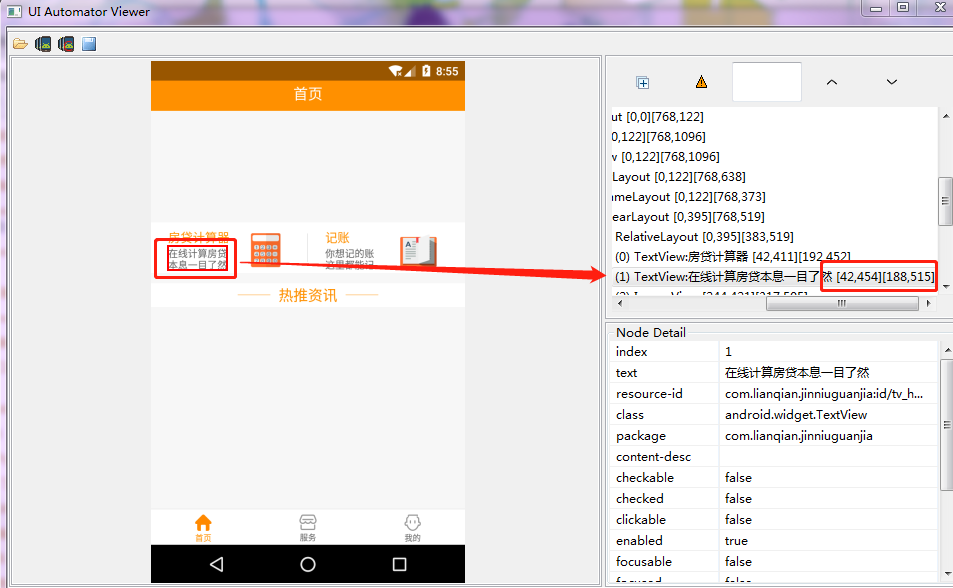 UI Automator Viewer
8:55
首页
房贷计算器
在线计算房贷
本息一目了然
记账
你想记的账
这里都能记
热推资讯
首页
服务
我的
ut [0,0][768,122]
0,122][768,1096]
v [0,122][768,1096]
Layout [0,122][768,638]
meLayout [0,122][768,373]
earLayout [0,395][768,519]
RelativeLayout [0,395][383,519]
(0) TextView:房贷计算器 [42,411][192,452]
(1) TextView:在线计算房贷本息一目了然 [42,454][188,515]
Node Detail
index 1
text 在线计算房贷本息一目了然
resource-id com.lianqian.jinniuguanjia:id/tv_h...
class android.widget.TextView
package com.lianqian.jinniuguanjia
content-desc
checkable false
checked false
clickable false
enabled true
focusable false
focused false